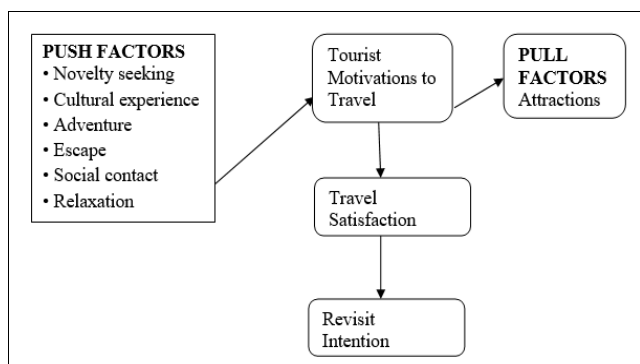 PUSH FACTORS
• Novelty seeking
• Cultural experience
• Adventure
• Escape
• Social contact
• Relaxation
Tourist
Motivations to
Travel
PULL
FACTORS
Attractions
Travel
Satisfaction
Revisit
Intention